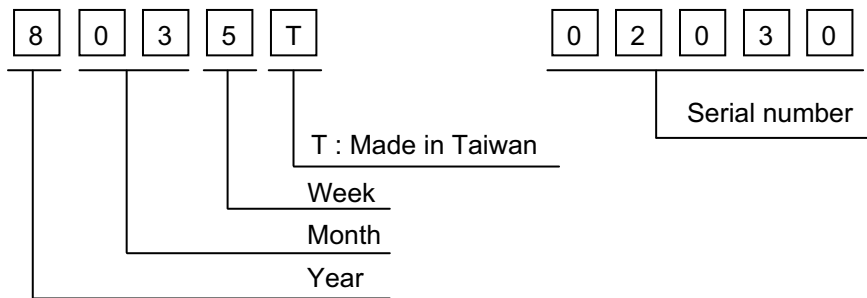 8 0 3 5 T 0 2 0 3 0
Serial number
T : Made in Taiwan
Week
Month
Year